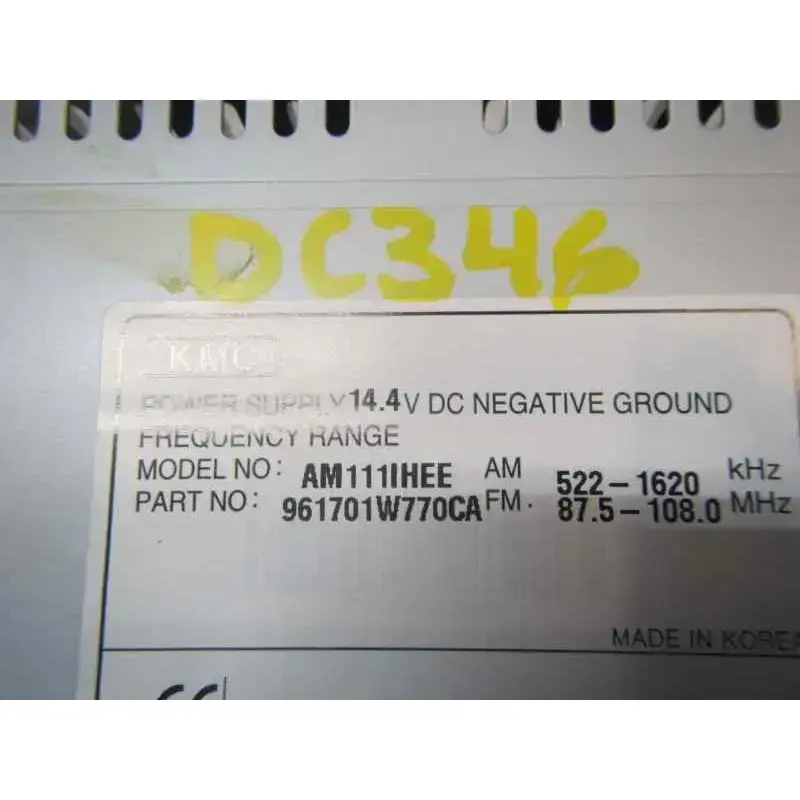 DC346
KMC
POWER SUPPLY 14.4V DC NEGATIVE GROUND
FREQUENCY RANGE
MODEL NO: AM111IHEE AM 522-1620 kHz
PART NO: 961701W770CA FM. 87.5-108.0 MHz
MADE IN KOREA